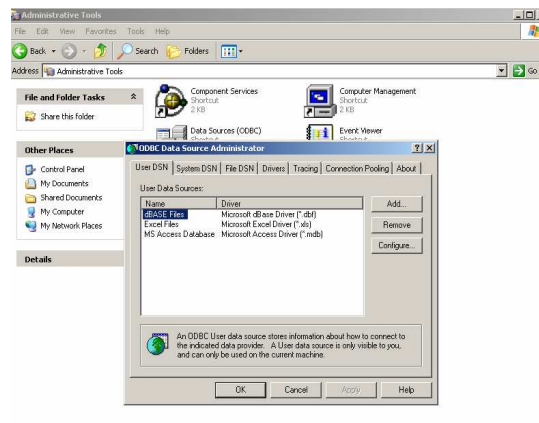 Administrative Tools
File Edit View Favorites Tools Help
Back Search Folders
Address Administrative Tools Go
File and Folder Tasks
Share this folder
Other Places
Control Panel
My Documents
Shared Documents
My Computer
My Network Places
Details
Component Services
Shortcut
2 KB
Computer Management
Shortcut
2 KB
Data Sources (ODBC)
Event Viewer
ODBC Data Source Administrator
User DSN System DSN File DSN Drivers Tracing Connection Pooling About
User Data Sources:
Name Driver
dBASE Files Microsoft dBase Driver (*.dbf)
Excel Files Microsoft Excel Driver (*.xls)
MS Access Database Microsoft Access Driver (*.mdb)
Add...
Remove
Configure...
An ODBC User data source stores information about how to connect to
the indicated data provider. A User data source is only visible to you,
and can only be used on the current machine.
OK Cancel Apply Help